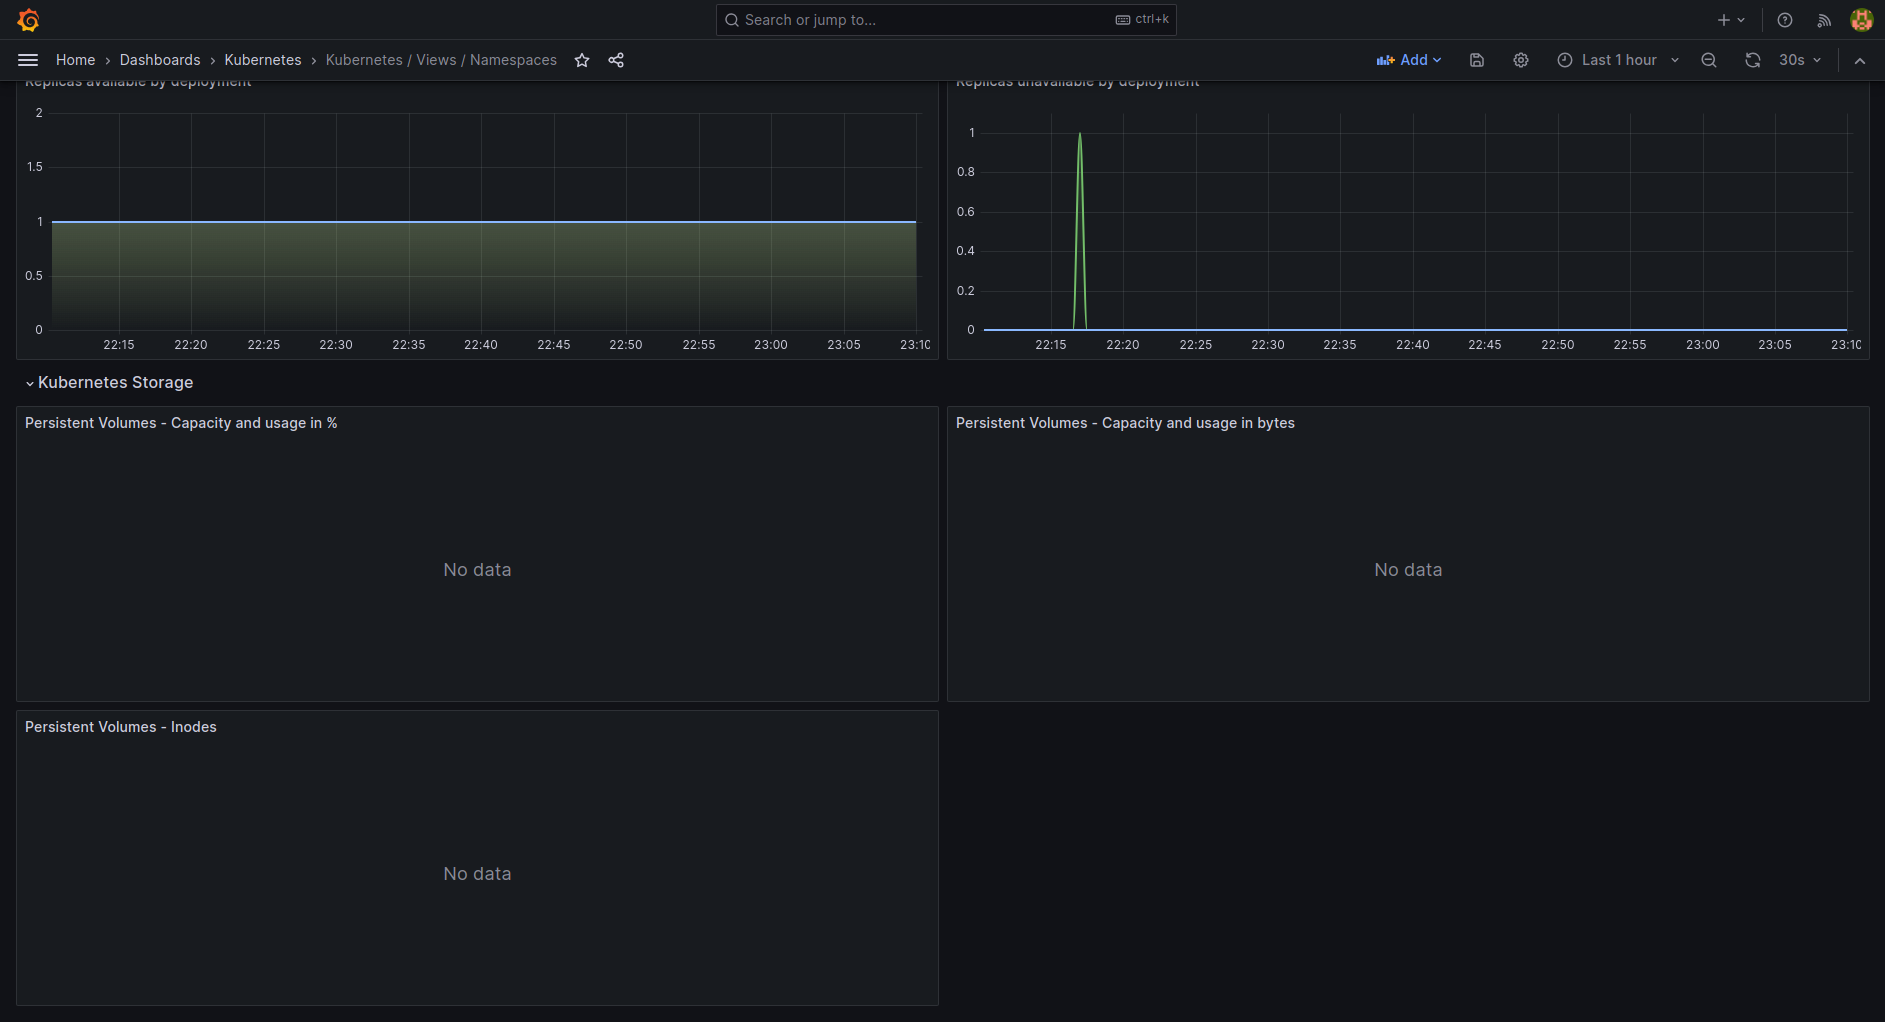 Search or jump to...
ctrl+k
Home
Dashboards
Kubernetes
Kubernetes / Views / Namespaces
Add
Last 1 hour
30s
Replicas available by deployment
2
1.5
1
0.5
0
22:15 22:20 22:25 22:30 22:35 22:40 22:45 22:50 22:55 23:00 23:05 23:10
Replicas unavailable by deployment
1
0.8
0.6
0.4
0.2
0
22:15 22:20 22:25 22:30 22:35 22:40 22:45 22:50 22:55 23:00 23:05 23:10
Kubernetes Storage
Persistent Volumes - Capacity and usage in %
No data
Persistent Volumes - Capacity and usage in bytes
No data
Persistent Volumes - Inodes
No data